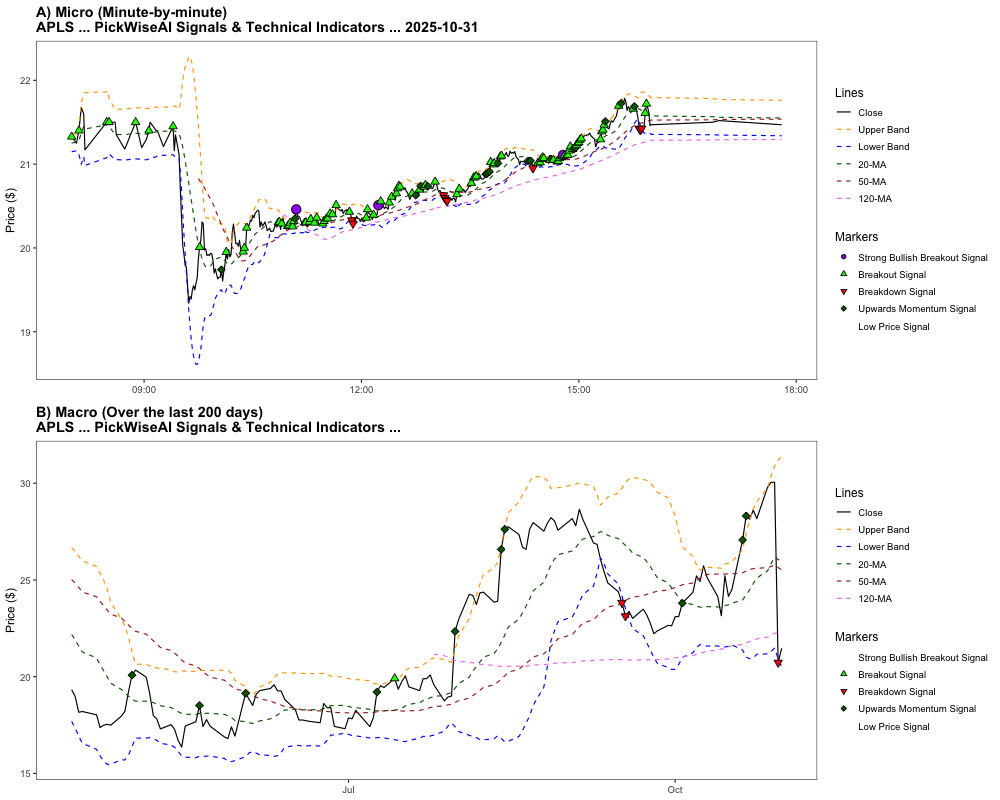 A) Micro (Minute-by-minute)
APLS ... PickWiseAI Signals & Technical Indicators ... 2025-10-31
Price ($)
22
21
20
19
09:00
12:00
15:00
18:00
Lines
Close
Upper Band
Lower Band
20-MA
50-MA
120-MA
Markers
Strong Bullish Breakout Signal
Breakout Signal
Breakdown Signal
Upwards Momentum Signal
Low Price Signal
B) Macro (Over the last 200 days)
APLS ... PickWiseAI Signals & Technical Indicators ...
Price ($)
30
25
20
15
Jul
Oct
Lines
Close
Upper Band
Lower Band
20-MA
50-MA
120-MA
Markers
Strong Bullish Breakout Signal
Breakout Signal
Breakdown Signal
Upwards Momentum Signal
Low Price Signal